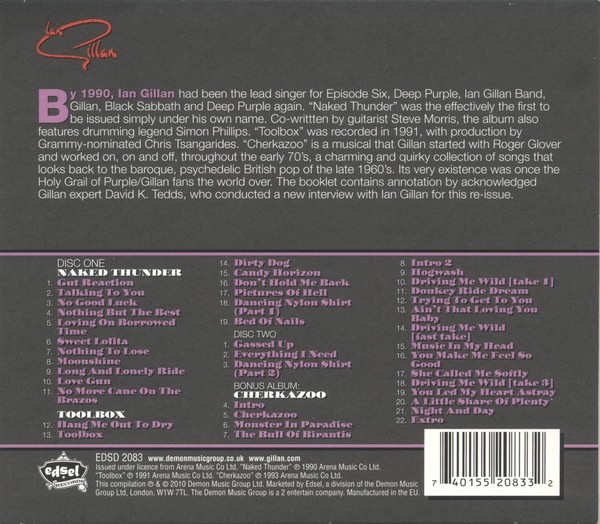 Ian Gillan
By 1990, Ian Gillan had been the lead singer for Episode Six, Deep Purple, Ian Gillan Band,
Gillan, Black Sabbath and Deep Purple again. “Naked Thunder” was the effectively the first to
be issued simply under his own name. Co-writtten by guitarist Steve Morris, the album also
features drumming legend Simon Phillips. “Toolbox” was recorded in 1991, with production by
Grammy-nominated Chris Tsangarides. “Cherkazoo” is a musical that Gillan started with Roger Glover
and worked on, on and off, throughout the early 70’s, a charming and quirky collection of songs that
looks back to the baroque, psychedelic British pop of the late 1960’s. Its very existence was once the
Holy Grail of Purple/Gillan fans the world over. The booklet contains annotation by acknowledged
Gillan expert David K. Tedds, who conducted a new interview with Ian Gillan for this re-issue.
DISC ONE
NAKED THUNDER
1. Gut Reaction
2. Talking To You
3. No Good Luck
4. Nothing But The Best
5. Loving On Borrowed
Time
6. Sweet Lolita
7. Nothing To Lose
8. Moonshine
9. Long And Lonely Ride
10. Love Gun
11. No More Cane On The
Brazos
TOOLBOX
12. Hang Me Out To Dry
13. Toolbox
14. Dirty Dog
15. Candy Horizon
16. Don't Hold Me Back
17. Pictures Of Hell
18. Dancing Nylon Shirt
(Part 1)
19. Bed Of Nails
DISC TWO
1. Gassed Up
2. Everything I Need
3. Dancing Nylon Shirt
(Part 2)
BONUS ALBUM:
CHERKAZOO
4. Intro
5. Cherkazoo
6. Monster In Paradise
7. The Bull Of Birantis
8. Intro 2
9. Hogwash
10. Driving Me Wild [take 1]
11. Donkey Ride Dream
12. Trying To Get To You
13. Ain't That Loving You
Baby
14. Driving Me Wild
[fast take]
15. Music In My Head
16. You Make Me Feel So
Good
17. She Called Me Softly
18. Driving Me Wild [take 3]
19. You Led My Heart Astray
20. A Little Share Of Plenty'
21. Night And Day
22. Extro
edsel
RECORDS
EDSD 2083 www.demonmusicgroup.co.uk www.gillan.com
Issued under licence from Arena Music Co Ltd. “Naked Thunder” ℗ 1990 Arena Music Co Ltd.
“Toolbox” ℗ 1991 Arena Music Co Ltd. “Cherkazoo” ℗ 1993 Arena Music Co Ltd.
This compilation ℗ & © 2010 Demon Music Group Ltd. Marketed by Edsel, a division of the Demon Music
Group Ltd, London, W1W 7TL. The Demon Music Group is a 2 entertain company. Manufactured in the EU.
7 40155 20833 2